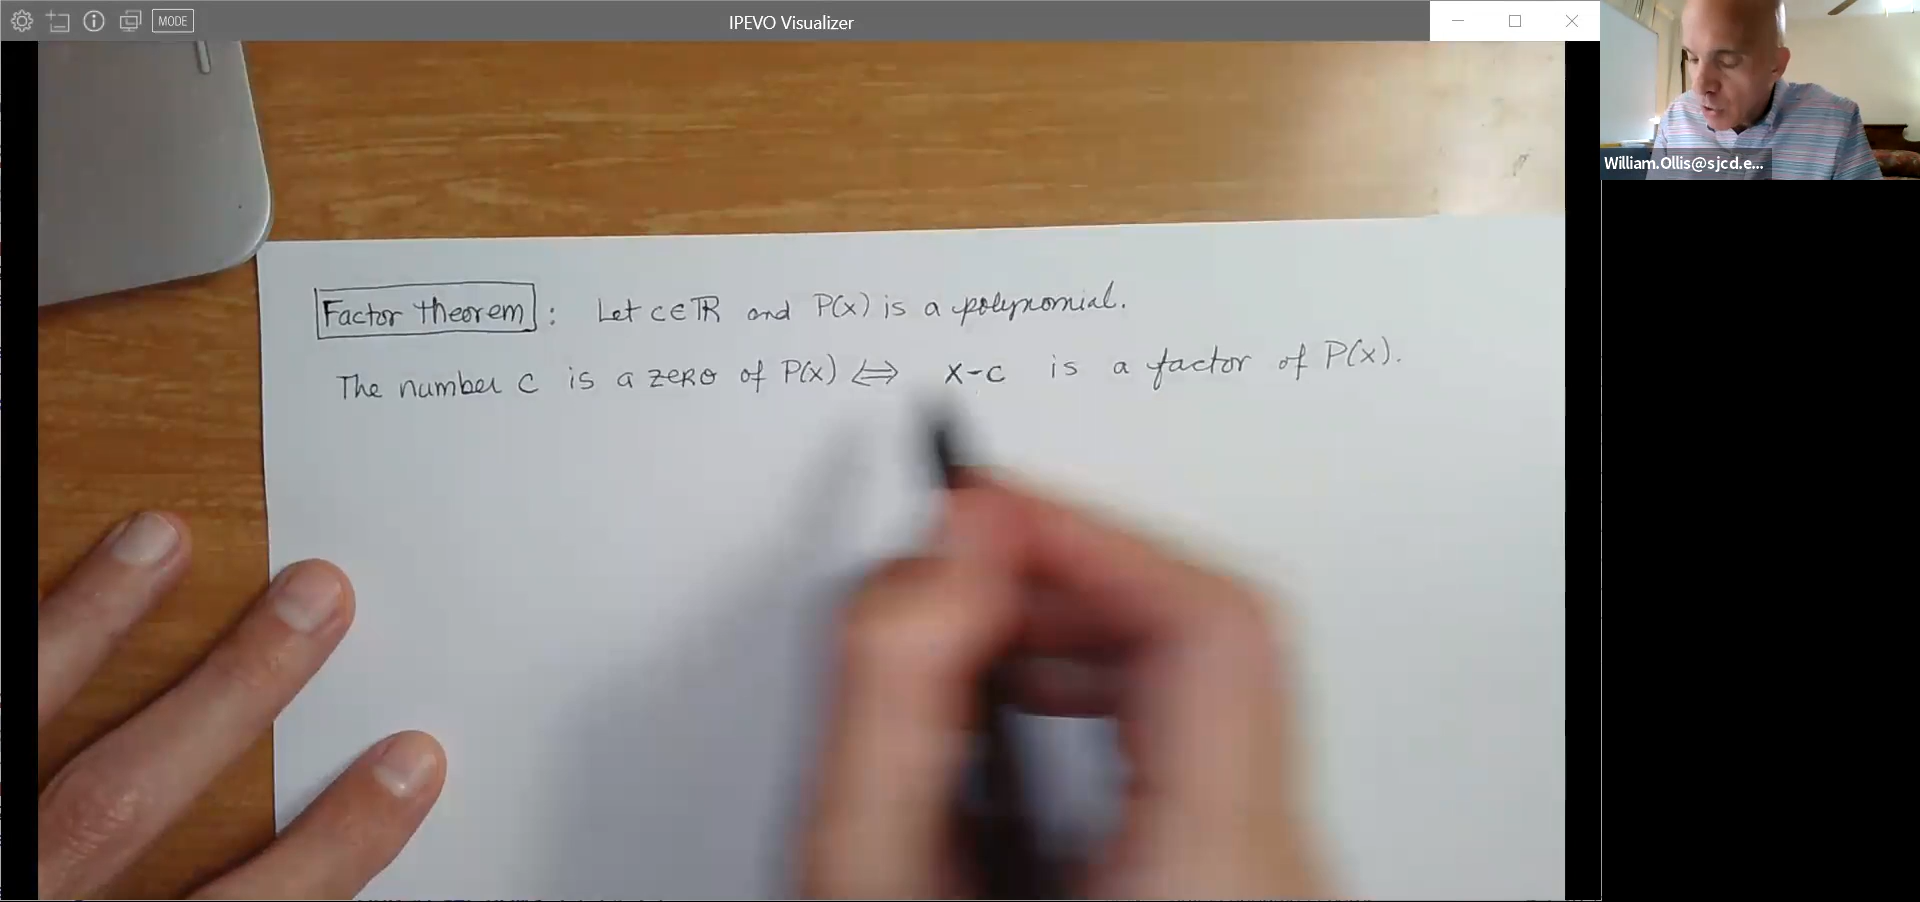 MODE
IPEVO Visualizer
William.Ollis@sjcd.e...
Factor theorem : Let c∈ℝ and P(x) is a polynomial.
The number c is a zero of P(x) ⟺ x-c is a factor of P(x).